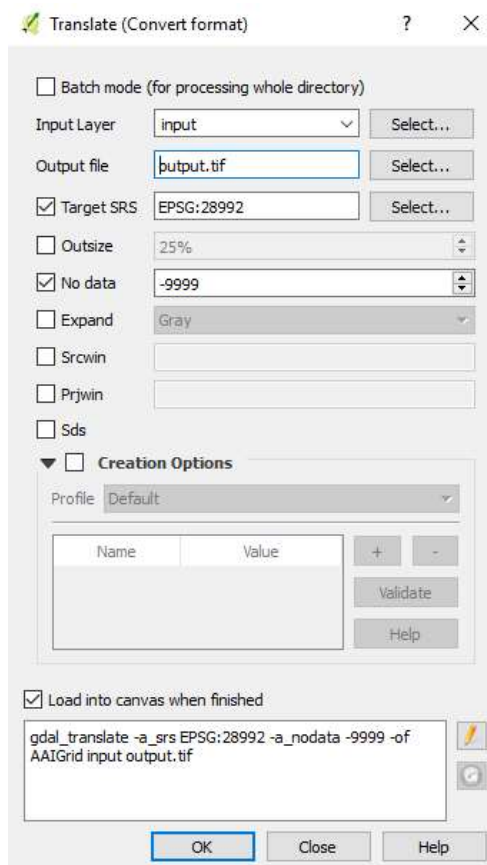 Translate (Convert format) ?
Batch mode (for processing whole directory)
Input Layer input Select...
Output file output.tif Select...
Target SRS EPSG:28992 Select...
Outsize 25%
No data -9999
Expand Gray
Srcwin
Prjwin
Sds
Creation Options
Profile Default
Name Value + -
Validate
Help
Load into canvas when finished
gdal_translate -a_srs EPSG:28992 -a_nodata -9999 -of
AAIGrid input output.tif
OK Close Help